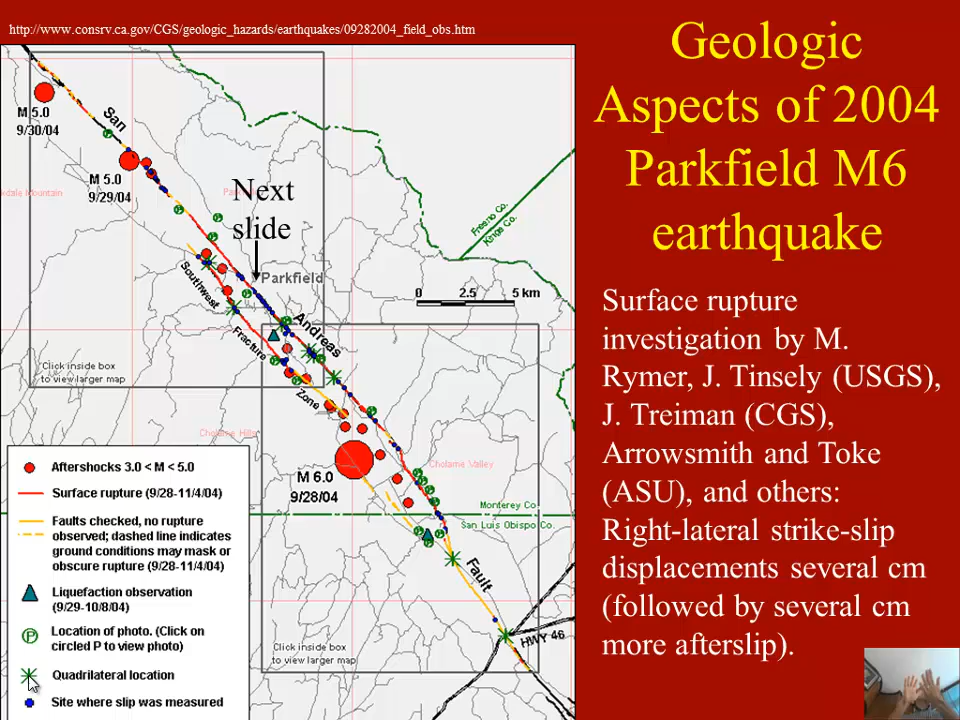 http://www.consrv.ca.gov/CGS/geologic_hazards/earthquakes/09282004_field_obs.htm
Geologic
Aspects of 2004
Parkfield M6
earthquake
M 5.0
9/30/04
San
M 5.0
9/29/04
Next
slide
Fresno Co.
Kings Co.
Parkfield
0 2.5 5 km
Southwest
Fracture
Zone
Andreas
Click inside box
to view larger map
Cholame Hills
Cholame Valley
M 6.0
9/28/04
Monterey Co.
San Luis Obispo Co.
Fault
HWY 46
Click inside box
to view larger map
Aftershocks 3.0 < M < 5.0
Surface rupture (9/28-11/4/04)
Faults checked, no rupture
observed; dashed line indicates
ground conditions may mask or
obscure rupture (9/28-11/4/04)
Liquefaction observation
(9/29-10/8/04)
P Location of photo. (Click on
circled P to view photo)
Quadrilateral location
Site where slip was measured
Surface rupture
investigation by M.
Rymer, J. Tinsely (USGS),
J. Treiman (CGS),
Arrowsmith and Toke
(ASU), and others:
Right-lateral strike-slip
displacements several cm
(followed by several cm
more afterslip).